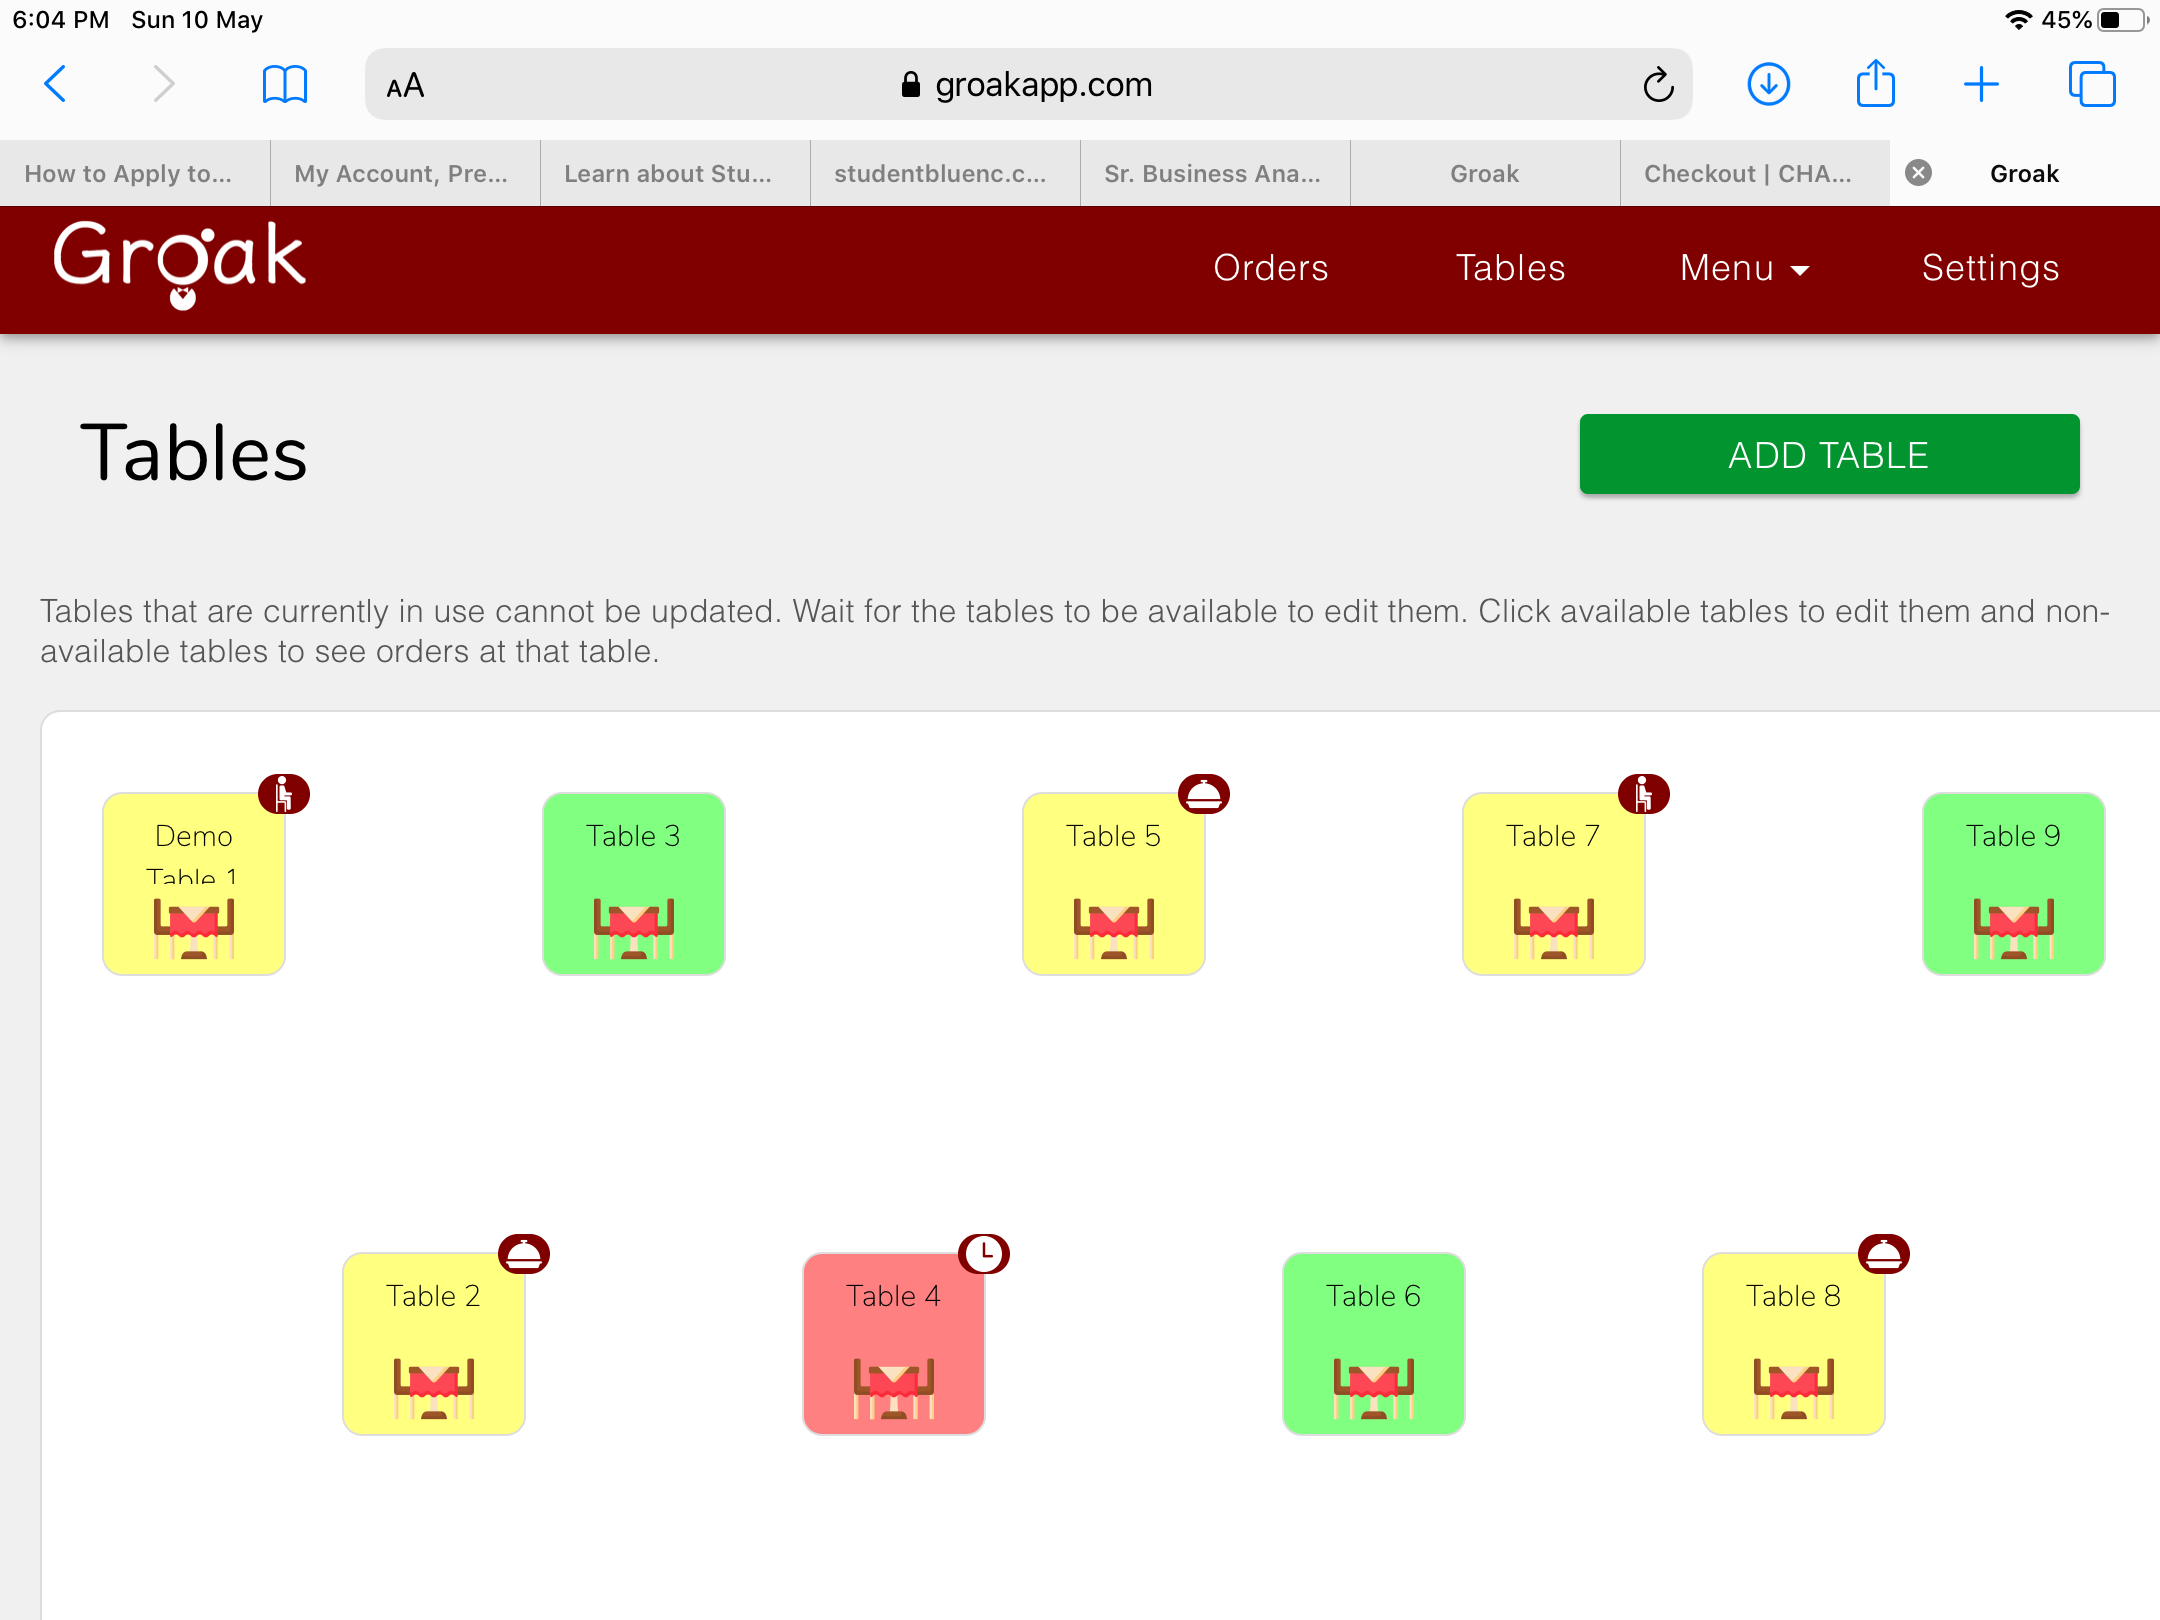 6:04 PM Sun 10 May 45%
AA groakapp.com
How to Apply to... My Account, Pre... Learn about Stu... studentbluenc.c... Sr. Business Ana... Groak Checkout | CHA... Groak
Groak Orders Tables Menu Settings
Tables ADD TABLE
Tables that are currently in use cannot be updated. Wait for the tables to be available to edit them. Click available tables to edit them and non-
available tables to see orders at that table.
Demo Table 3 Table 5 Table 7 Table 9
Table 1
Table 2 Table 4 Table 6 Table 8